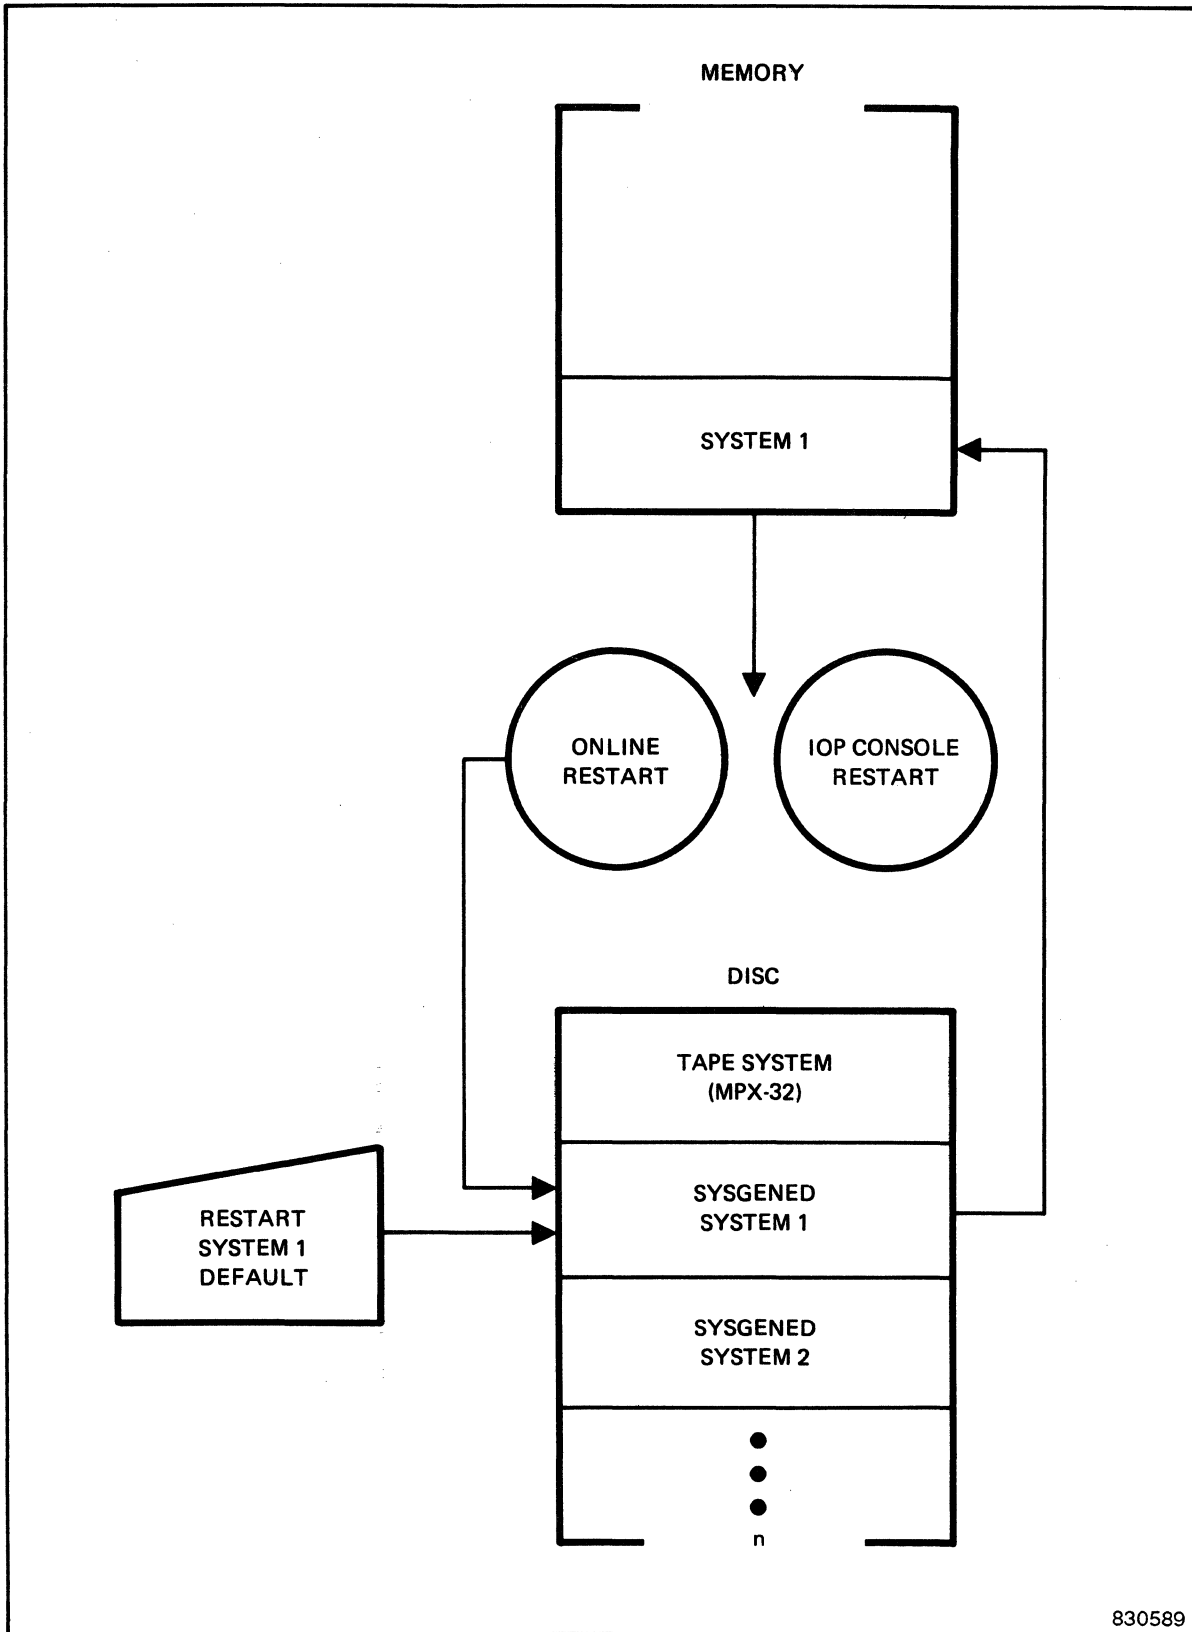 MEMORY
SYSTEM 1
ONLINE
RESTART
IOP CONSOLE
RESTART
DISC
TAPE SYSTEM
(MPX-32)
SYSGENED
SYSTEM 1
RESTART
SYSTEM 1
DEFAULT
SYSGENED
SYSTEM 2
n
830589